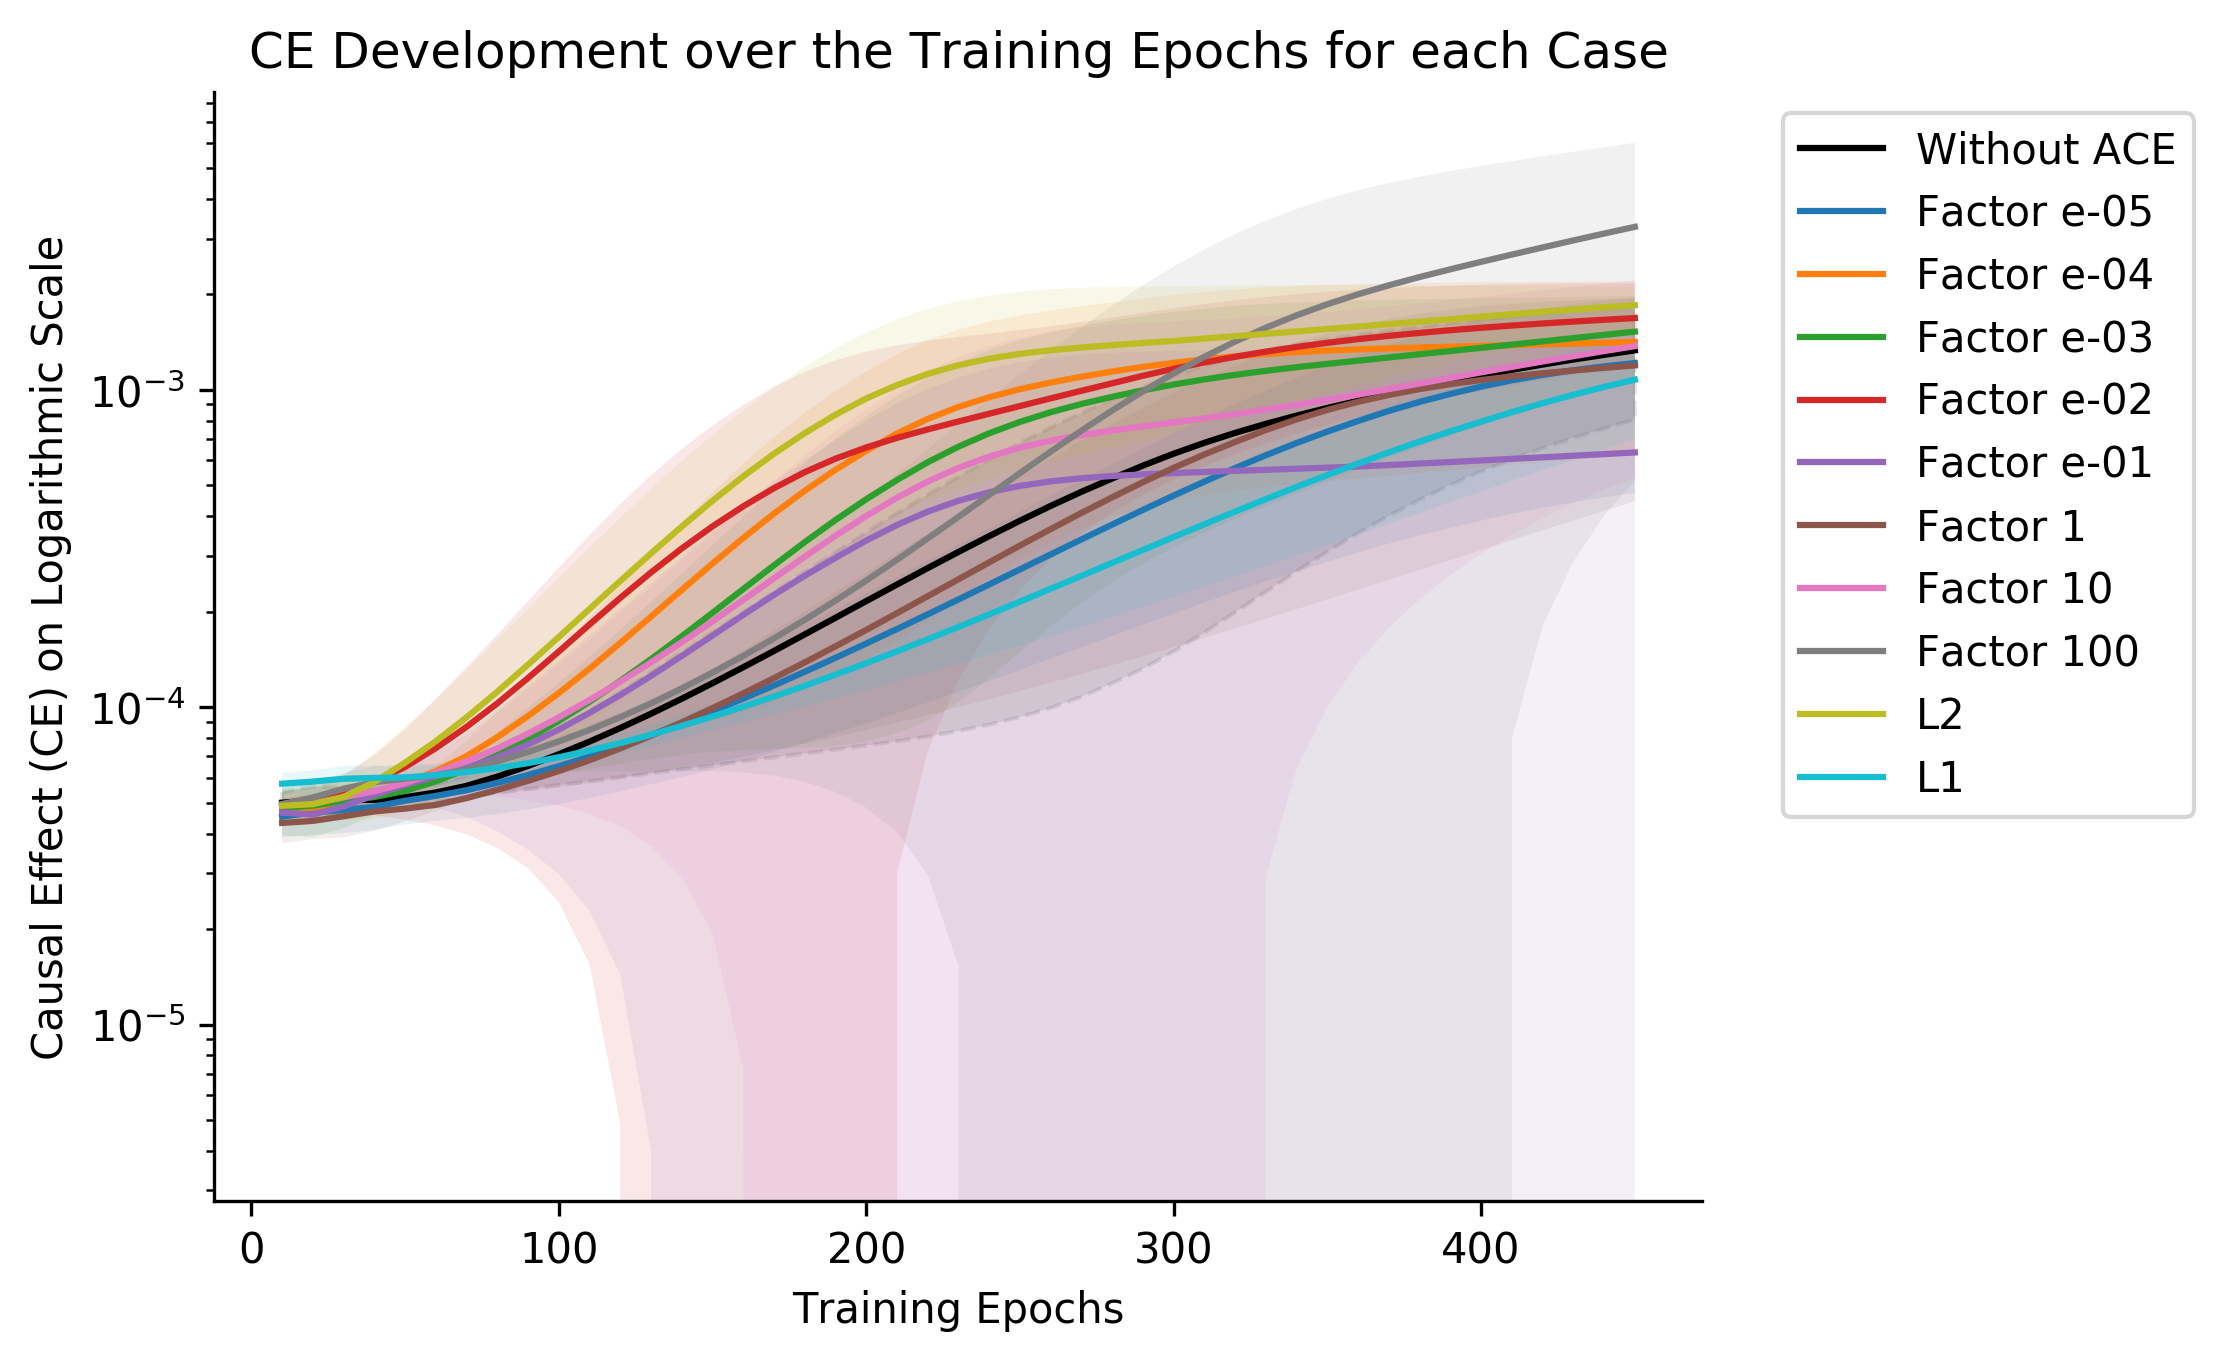 CE Development over the Training Epochs for each Case
Causal Effect (CE) on Logarithmic Scale
10⁻³
10⁻⁴
10⁻⁵
0 100 200 300 400
Training Epochs
Without ACE
Factor e-05
Factor e-04
Factor e-03
Factor e-02
Factor e-01
Factor 1
Factor 10
Factor 100
L2
L1